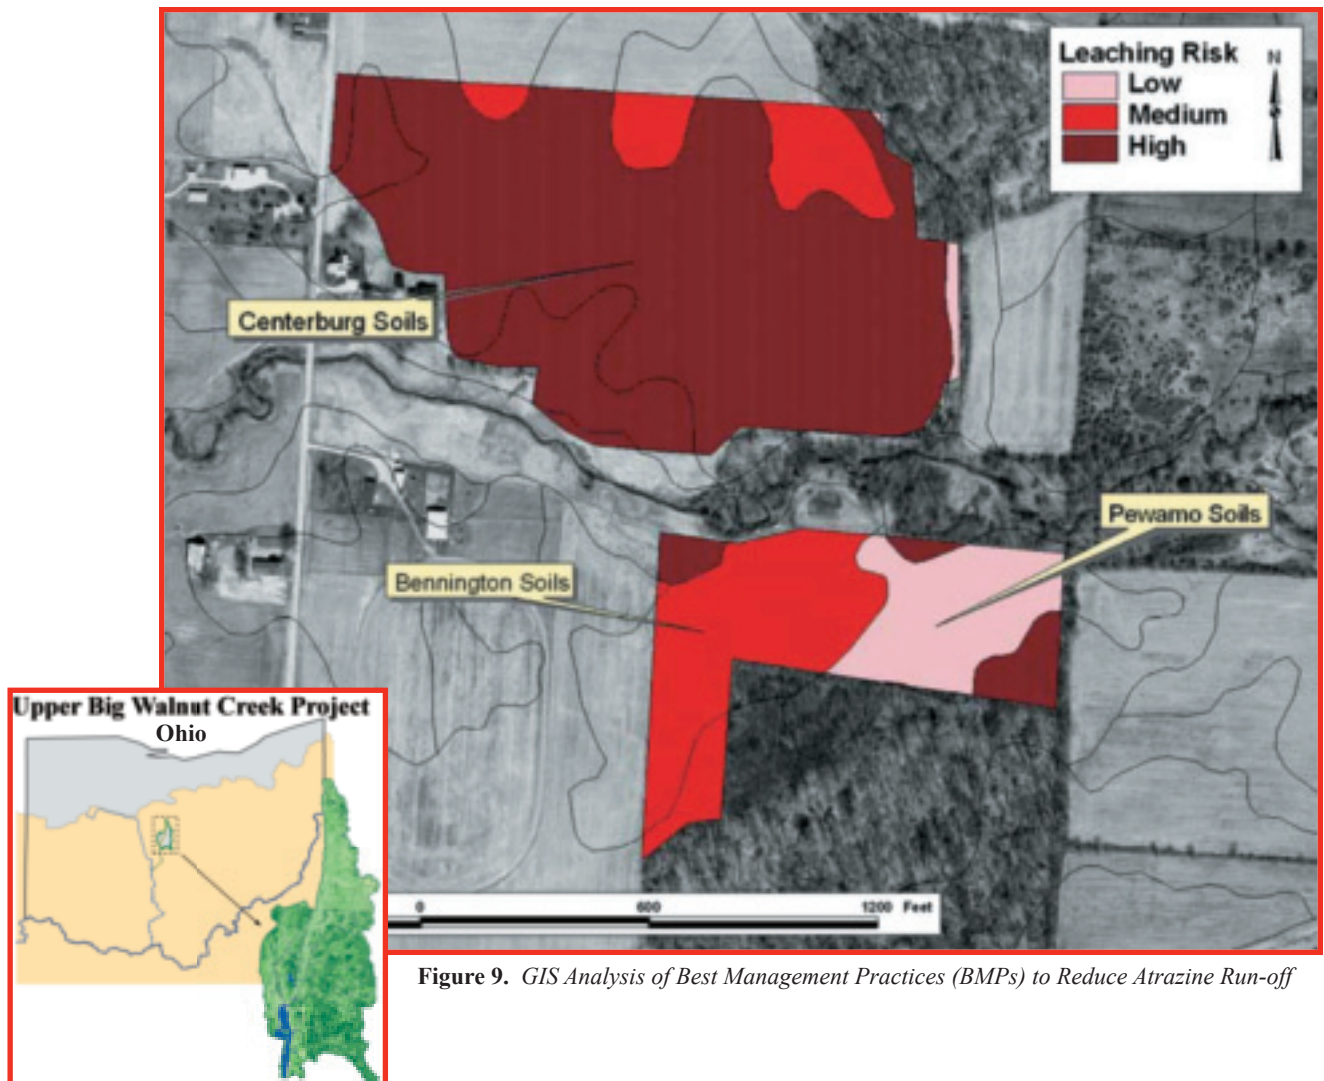 Leaching Risk
N
Low
Medium
High
Centerburg Soils
Pewamo Soils
Bennington Soils
Upper Big Walnut Creek Project
Ohio
0 600 1200 Feet
Figure 9. GIS Analysis of Best Management Practices (BMPs) to Reduce Atrazine Run-off